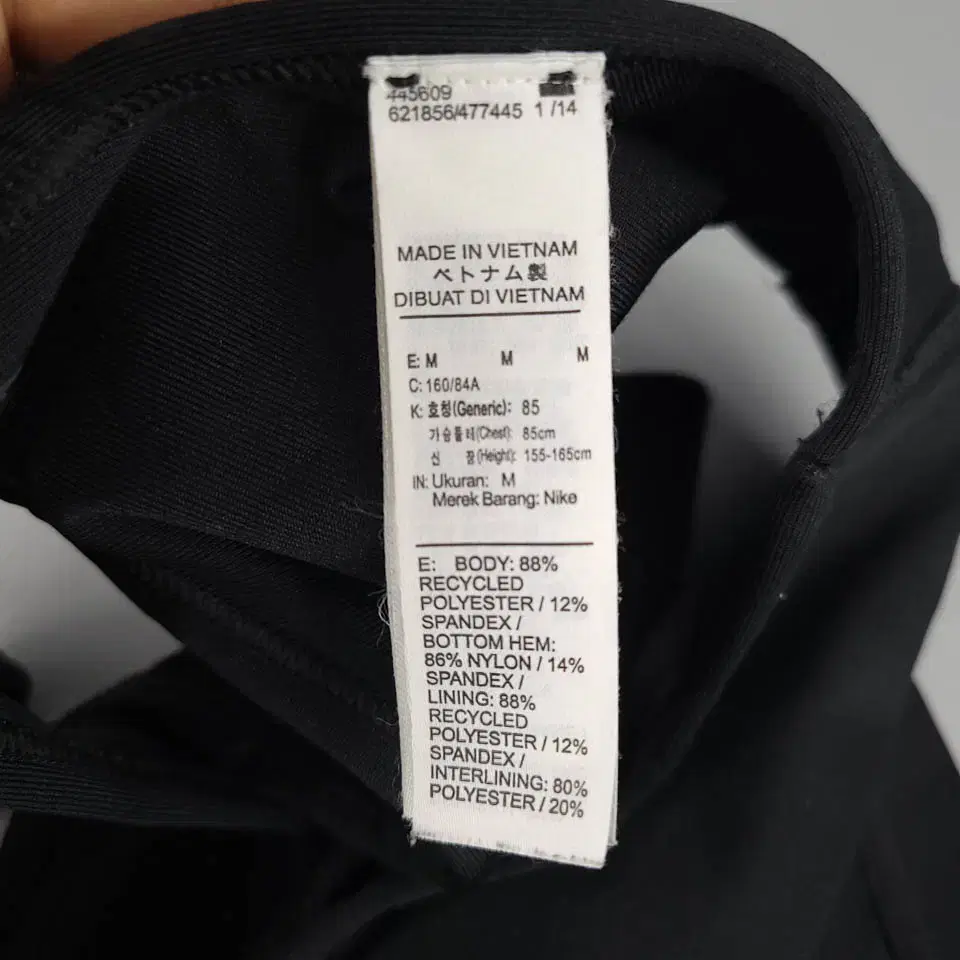 445609
621856/477445 1/14
MADE IN VIETNAM
ベトナム製
DIBUAT DI VIETNAM
E: M M M
C: 160/84A
K: 호칭(Generic): 85
가슴둘레(Chest): 85cm
신 장(Height): 155-165cm
IN: Ukuran: M
Merek Barang: Nike
E: BODY: 88%
RECYCLED
POLYESTER / 12%
SPANDEX /
BOTTOM HEM:
86% NYLON / 14%
SPANDEX /
LINING: 88%
RECYCLED
POLYESTER / 12%
SPANDEX /
INTERLINING: 80%
POLYESTER / 20%